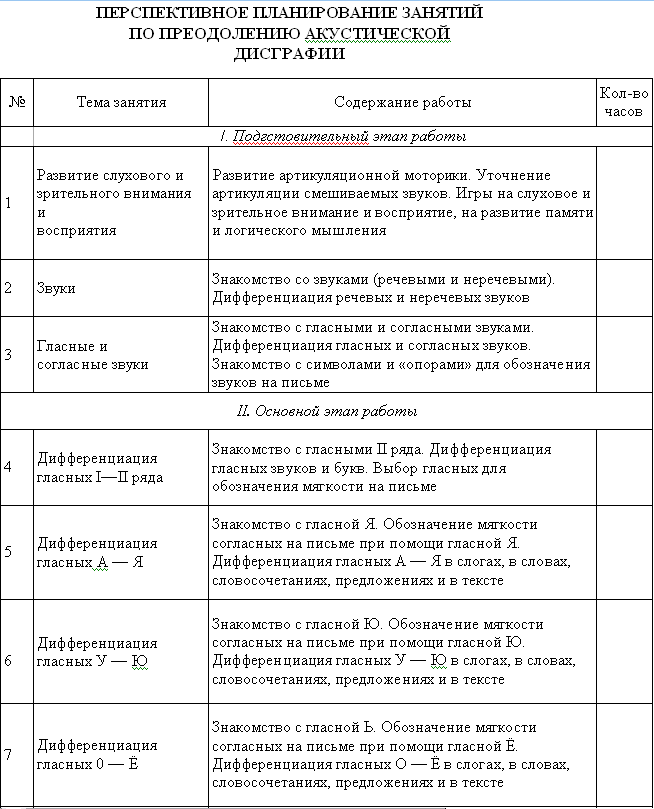 ПЕРСПЕКТИВНОЕ ПЛАНИРОВАНИЕ ЗАНЯТИЙ
ПО ПРЕОДОЛЕНИЮ АКУСТИЧЕСКОЙ
ДИСГРАФИИ
№ Тема занятия Содержание работы Кол-во
часов
I. Подгстовительный этап работы
1
Развитие слухового и
зрительного внимания
и
восприятия
Развитие артикуляционной моторики. Уточнение
артикуляции смешиваемых звуков. Игры на слуховое и
зрительное внимание и восприятие, на развитие памяти
и логического мышления
2
Звуки
Знакомство со звуками (речевыми и неречевыми).
Дифференциация речевых и неречевых звуков
3
Гласные и
согласные звуки
Знакомство с гласными и согласными звуками.
Дифференциация гласных и согласных звуков.
Знакомство с символами и «опорами» для обозначения
звуков на письме
II. Основной этап работы
4
Дифференциация
гласных I—II ряда
Знакомство с гласными II ряда. Дифференциация
гласных звуков и букв. Выбор гласных для
обозначения мягкости на письме
5
Дифференциация
гласных А — Я
Знакомство с гласной Я. Обозначение мягкости
согласных на письме при помощи гласной Я.
Дифференциация гласных А — Я в слогах, в словах,
словосочетаниях, предложениях и в тексте
6
Дифференциация
гласных У — Ю
Знакомство с гласной Ю. Обозначение мягкости
согласных на письме при помощи гласной Ю.
Дифференциация гласных У — Ю в слогах, в словах,
словосочетаниях, предложениях и в тексте
7
Дифференциация
гласных 0 — Ё
Знакомство с гласной Ь. Обозначение мягкости
согласных на письме при помощи гласной Ё.
Дифференциация гласных О — Ё в слогах, в словах,
словосочетаниях, предложениях и в тексте